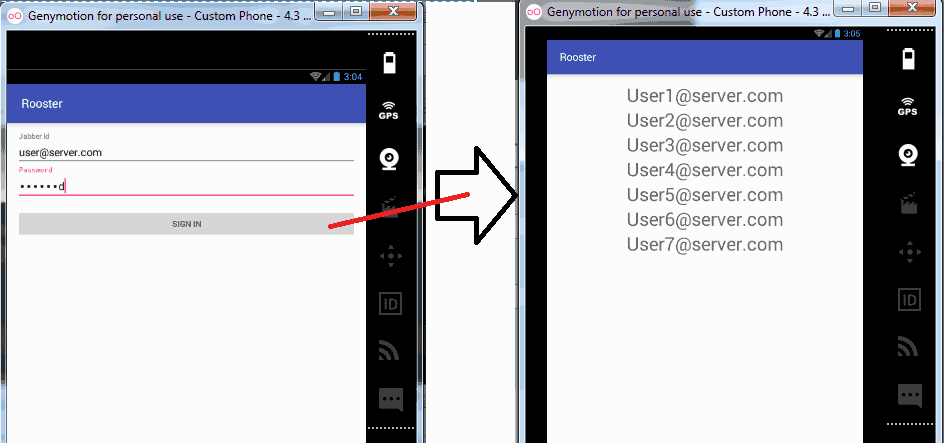 Genymotion for personal use - Custom Phone - 4.3 ...
3:04
GPS
Rooster
Jabber Id
user@server.com
Password
••••••d
SIGN IN
ID
Genymotion for personal use - Custom Phone - 4.3 ...
3:05
Rooster
GPS
User1@server.com
User2@server.com
User3@server.com
User4@server.com
User5@server.com
User6@server.com
User7@server.com
ID